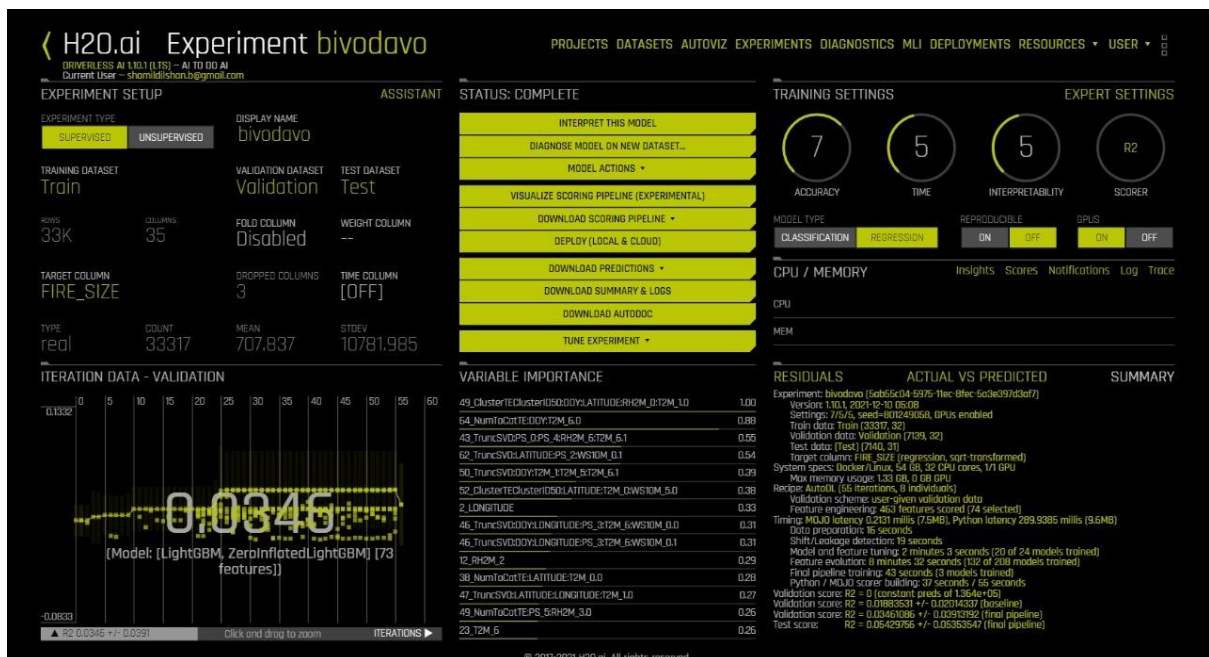 H2O.ai Experiment bivodavo
DRIVERLESS AI 1.10.1 (LTS) – AI TO DO AI
Current User – shamildilshan.b@gmail.com
PROJECTS DATASETS AUTOVIZ EXPERIMENTS DIAGNOSTICS MLI DEPLOYMENTS RESOURCES USER
EXPERIMENT SETUP ASSISTANT
EXPERIMENT TYPE
SUPERVISED UNSUPERVISED
DISPLAY NAME
bivodavo
TRAINING DATASET
Train
VALIDATION DATASET
Validation
TEST DATASET
Test
ROWS
33K
COLUMNS
35
FOLD COLUMN
Disabled
WEIGHT COLUMN
--
TARGET COLUMN
FIRE_SIZE
DROPPED COLUMNS
3
TIME COLUMN
[OFF]
TYPE
real
COUNT
33317
MEAN
707.837
STDEV
10781.985
STATUS: COMPLETE
INTERPRET THIS MODEL
DIAGNOSE MODEL ON NEW DATASET...
MODEL ACTIONS
VISUALIZE SCORING PIPELINE (EXPERIMENTAL)
DOWNLOAD SCORING PIPELINE
DEPLOY (LOCAL & CLOUD)
DOWNLOAD PREDICTIONS
DOWNLOAD SUMMARY & LOGS
DOWNLOAD AUTODOC
TUNE EXPERIMENT
TRAINING SETTINGS EXPERT SETTINGS
7 5 5 R2
ACCURACY TIME INTERPRETABILITY SCORER
MODEL TYPE
CLASSIFICATION REGRESSION
REPRODUCIBLE
ON OFF
GPUS
ON OFF
CPU / MEMORY Insights Scores Notifications Log Trace
CPU
MEM
ITERATION DATA - VALIDATION
0 5 10 15 20 25 30 35 40 45 50 55 60
0.1332
0.0346
(Model: [LightGBM, ZeroInflatedLightGBM] [73
features])
-0.0833
▲ R2 0.0346 +/- 0.0391 Click and drag to zoom ITERATIONS ▶
VARIABLE IMPORTANCE
49_ClusterTEClusterID50:DOY:LATITUDE:RH2M_0:T2M_1.0 1.00
64_NumToCatTE:DOY:T2M_6.0 0.88
43_TruncSVD:PS_0:PS_4:RH2M_6:T2M_6.1 0.55
62_TruncSVD:LATITUDE:PS_2:WS10M_0.1 0.54
50_TruncSVD:DOY:T2M_1:T2M_5:T2M_6.1 0.39
52_ClusterTEClusterID50:LATITUDE:T2M_0:WS10M_5.0 0.38
2_LONGITUDE 0.33
46_TruncSVD:DOY:LONGITUDE:PS_3:T2M_6:WS10M_0.0 0.31
46_TruncSVD:DOY:LONGITUDE:PS_3:T2M_6:WS10M_0.1 0.31
12_RH2M_2 0.29
38_NumToCatTE:LATITUDE:T2M_0.0 0.28
47_TruncSVD:LATITUDE:LONGITUDE:T2M_1.0 0.27
49_NumToCatTE:PS_5:RH2M_3.0 0.26
23_T2M_6 0.26
RESIDUALS ACTUAL VS PREDICTED SUMMARY
Experiment: bivodavo (5ab55c04-5975-11ec-8fec-5a3e397d3af7)
Version: 1.10.1, 2021-12-10 05:08
Settings: 7/5/5, seed=801249058, GPUs enabled
Train data: Train (33317, 32)
Validation data: Validation (7139, 32)
Test data: [Test] (7140, 31)
Target column: FIRE_SIZE (regression, sqrt-transformed)
System specs: Docker/Linux, 54 GB, 32 CPU cores, 1/1 GPU
Max memory usage: 1.33 GB, 0 GB GPU
Recipe: AutoDL (55 iterations, 8 individuals)
Validation scheme: user-given validation data
Feature engineering: 463 features scored (74 selected)
Timing: MOJO latency 0.2131 millis (7.5MB), Python latency 289.9385 millis (9.6MB)
Data preparation: 16 seconds
Shift/Leakage detection: 19 seconds
Model and feature tuning: 2 minutes 3 seconds (20 of 24 models trained)
Feature evolution: 8 minutes 32 seconds (132 of 208 models trained)
Final pipeline training: 43 seconds (3 models trained)
Python / MOJO scorer building: 37 seconds / 55 seconds
Validation score: R2 = 0 (constant preds of 1.364e+05)
Validation score: R2 = 0.01883531 +/- 0.02014337 (baseline)
Validation score: R2 = 0.03461086 +/- 0.03913192 (final pipeline)
Test score: R2 = 0.05429756 +/- 0.05353547 (final pipeline)
© 2017-2021 H2O.ai. All rights reserved.